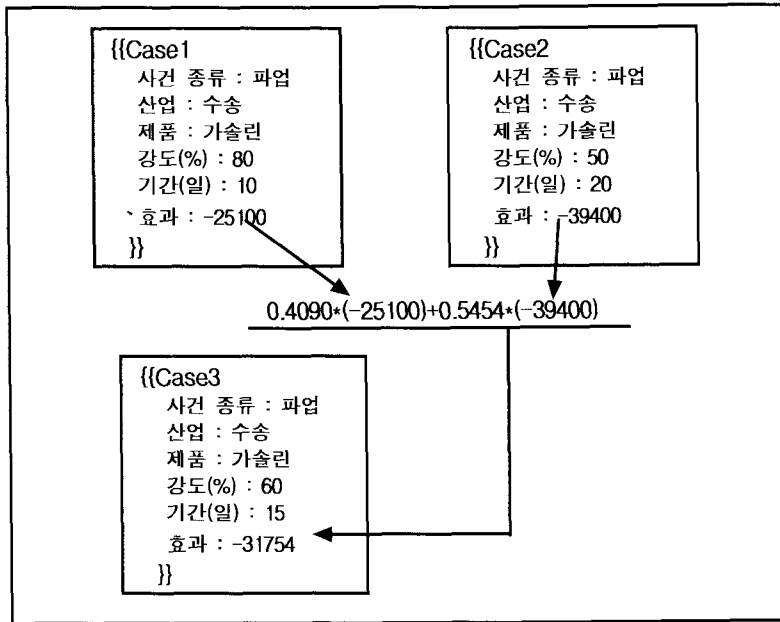 {{Case1
사건 종류 : 파업
산업 : 수송
제품 : 가솔린
강도(%) : 80
기간(일) : 10
효과 : -25100
}}
{{Case2
사건 종류 : 파업
산업 : 수송
제품 : 가솔린
강도(%) : 50
기간(일) : 20
효과 : -39400
}}
0.4090*(-25100)+0.5454*(-39400)
{{Case3
사건 종류 : 파업
산업 : 수송
제품 : 가솔린
강도(%) : 60
기간(일) : 15
효과 : -31754
}}